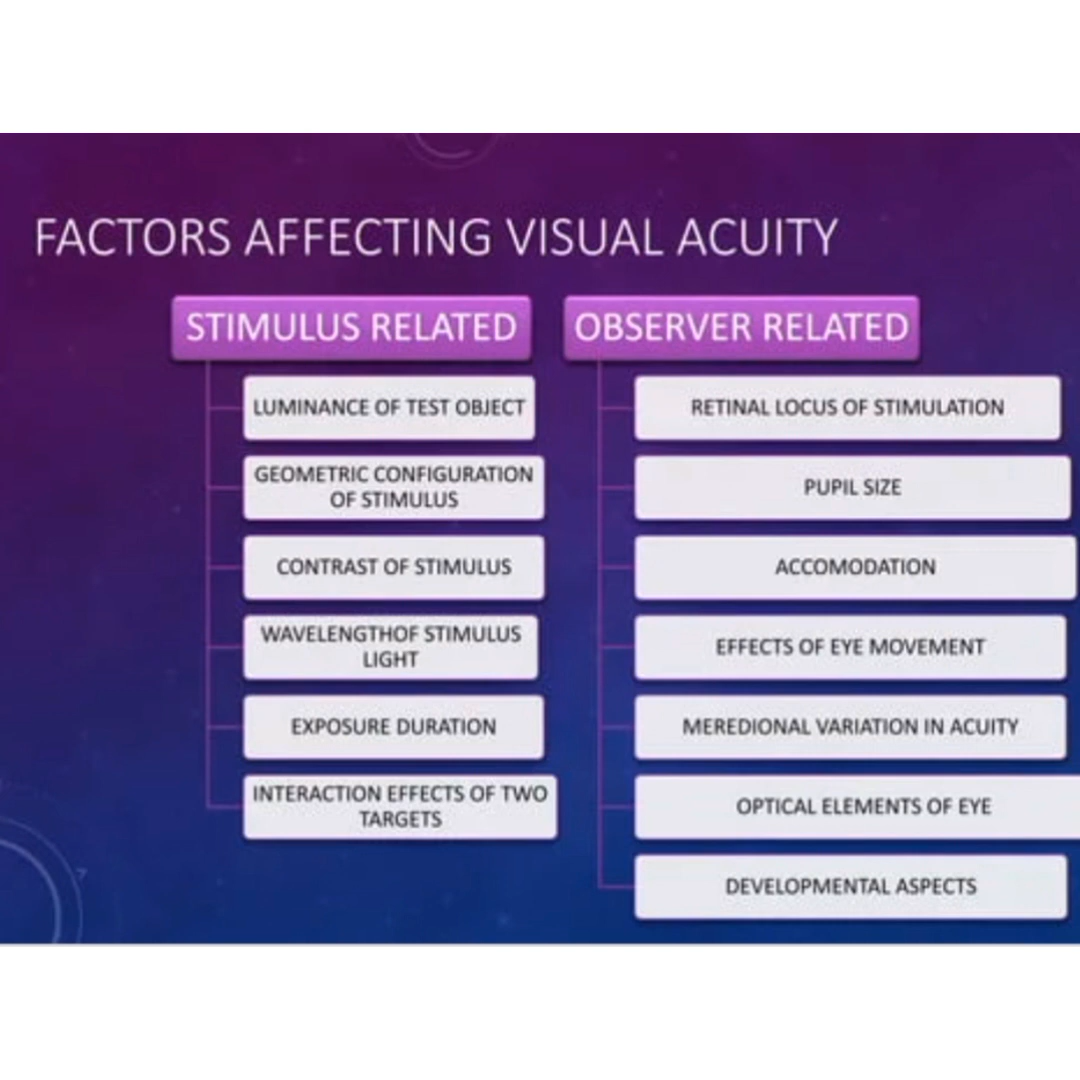 FACTORS AFFECTING VISUAL ACUITY
STIMULUS RELATED
LUMINANCE OF TEST OBJECT
GEOMETRIC CONFIGURATION
OF STIMULUS
CONTRAST OF STIMULUS
WAVELENGTHOF STIMULUS
LIGHT
EXPOSURE DURATION
INTERACTION EFFECTS OF TWO
TARGETS
OBSERVER RELATED
RETINAL LOCUS OF STIMULATION
PUPIL SIZE
ACCOMODATION
EFFECTS OF EYE MOVEMENT
MEREDIONAL VARIATION IN ACUITY
OPTICAL ELEMENTS OF EYE
DEVELOPMENTAL ASPECTS